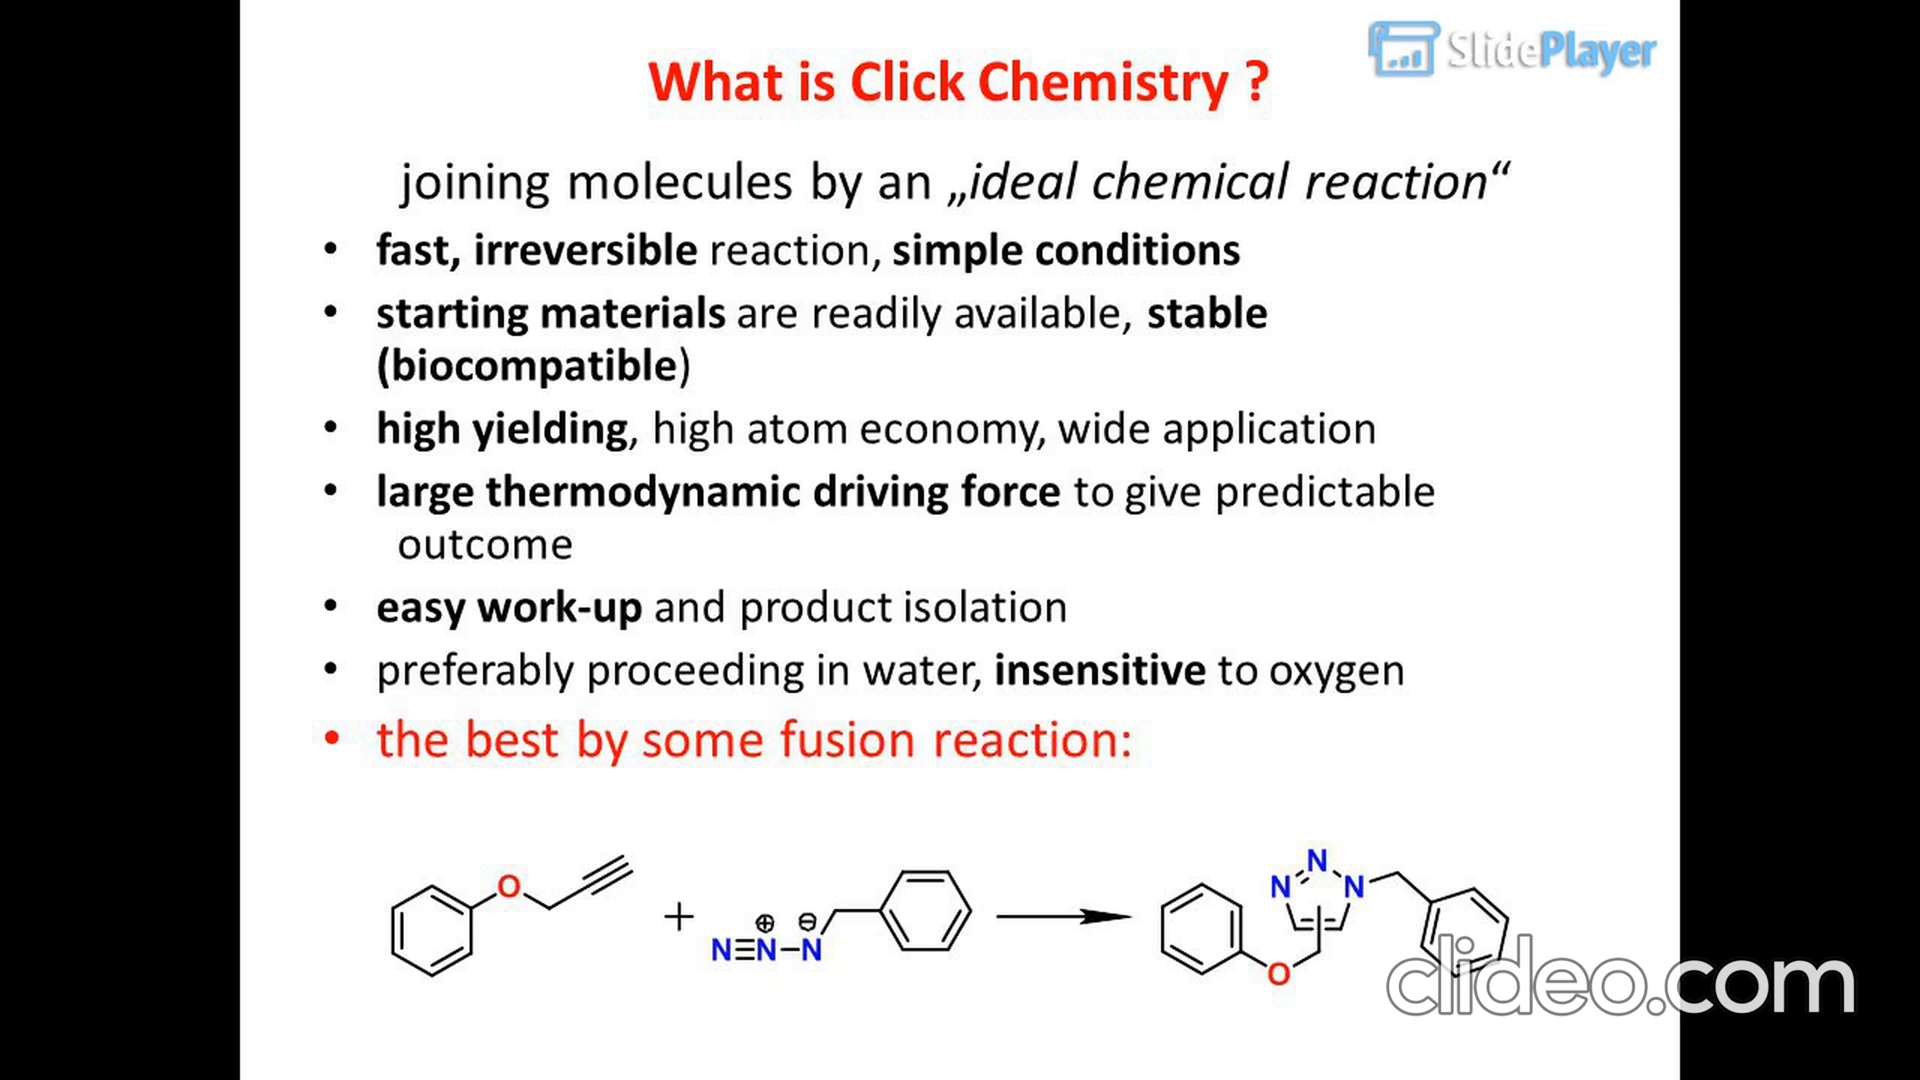 SlidePlayer
What is Click Chemistry ?
joining molecules by an „ideal chemical reaction“
• fast, irreversible reaction, simple conditions
• starting materials are readily available, stable
(biocompatible)
• high yielding, high atom economy, wide application
• large thermodynamic driving force to give predictable
outcome
• easy work-up and product isolation
• preferably proceeding in water, insensitive to oxygen
• the best by some fusion reaction:
O
+
⊕ ⊖
N≡N–N
N
N N
O
clideo.com